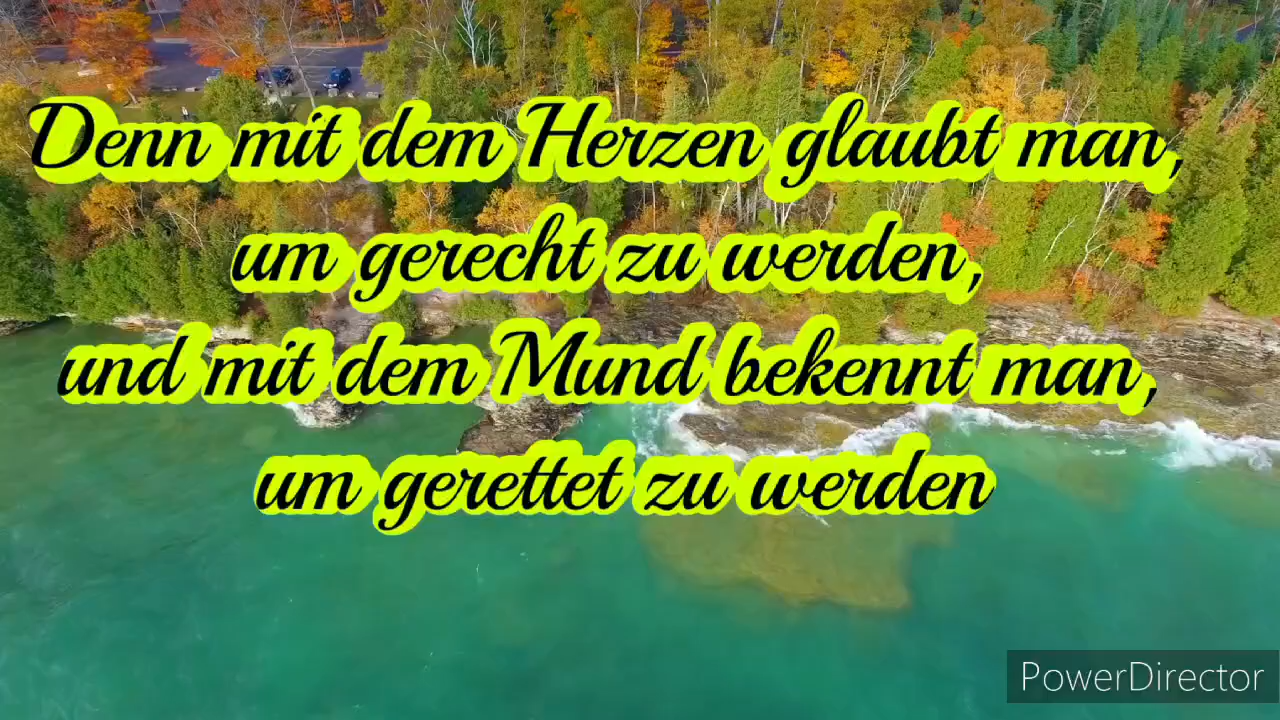 Denn mit dem Herzen glaubt man,
um gerecht zu werden,
und mit dem Mund bekennt man,
um gerettet zu werden
PowerDirector